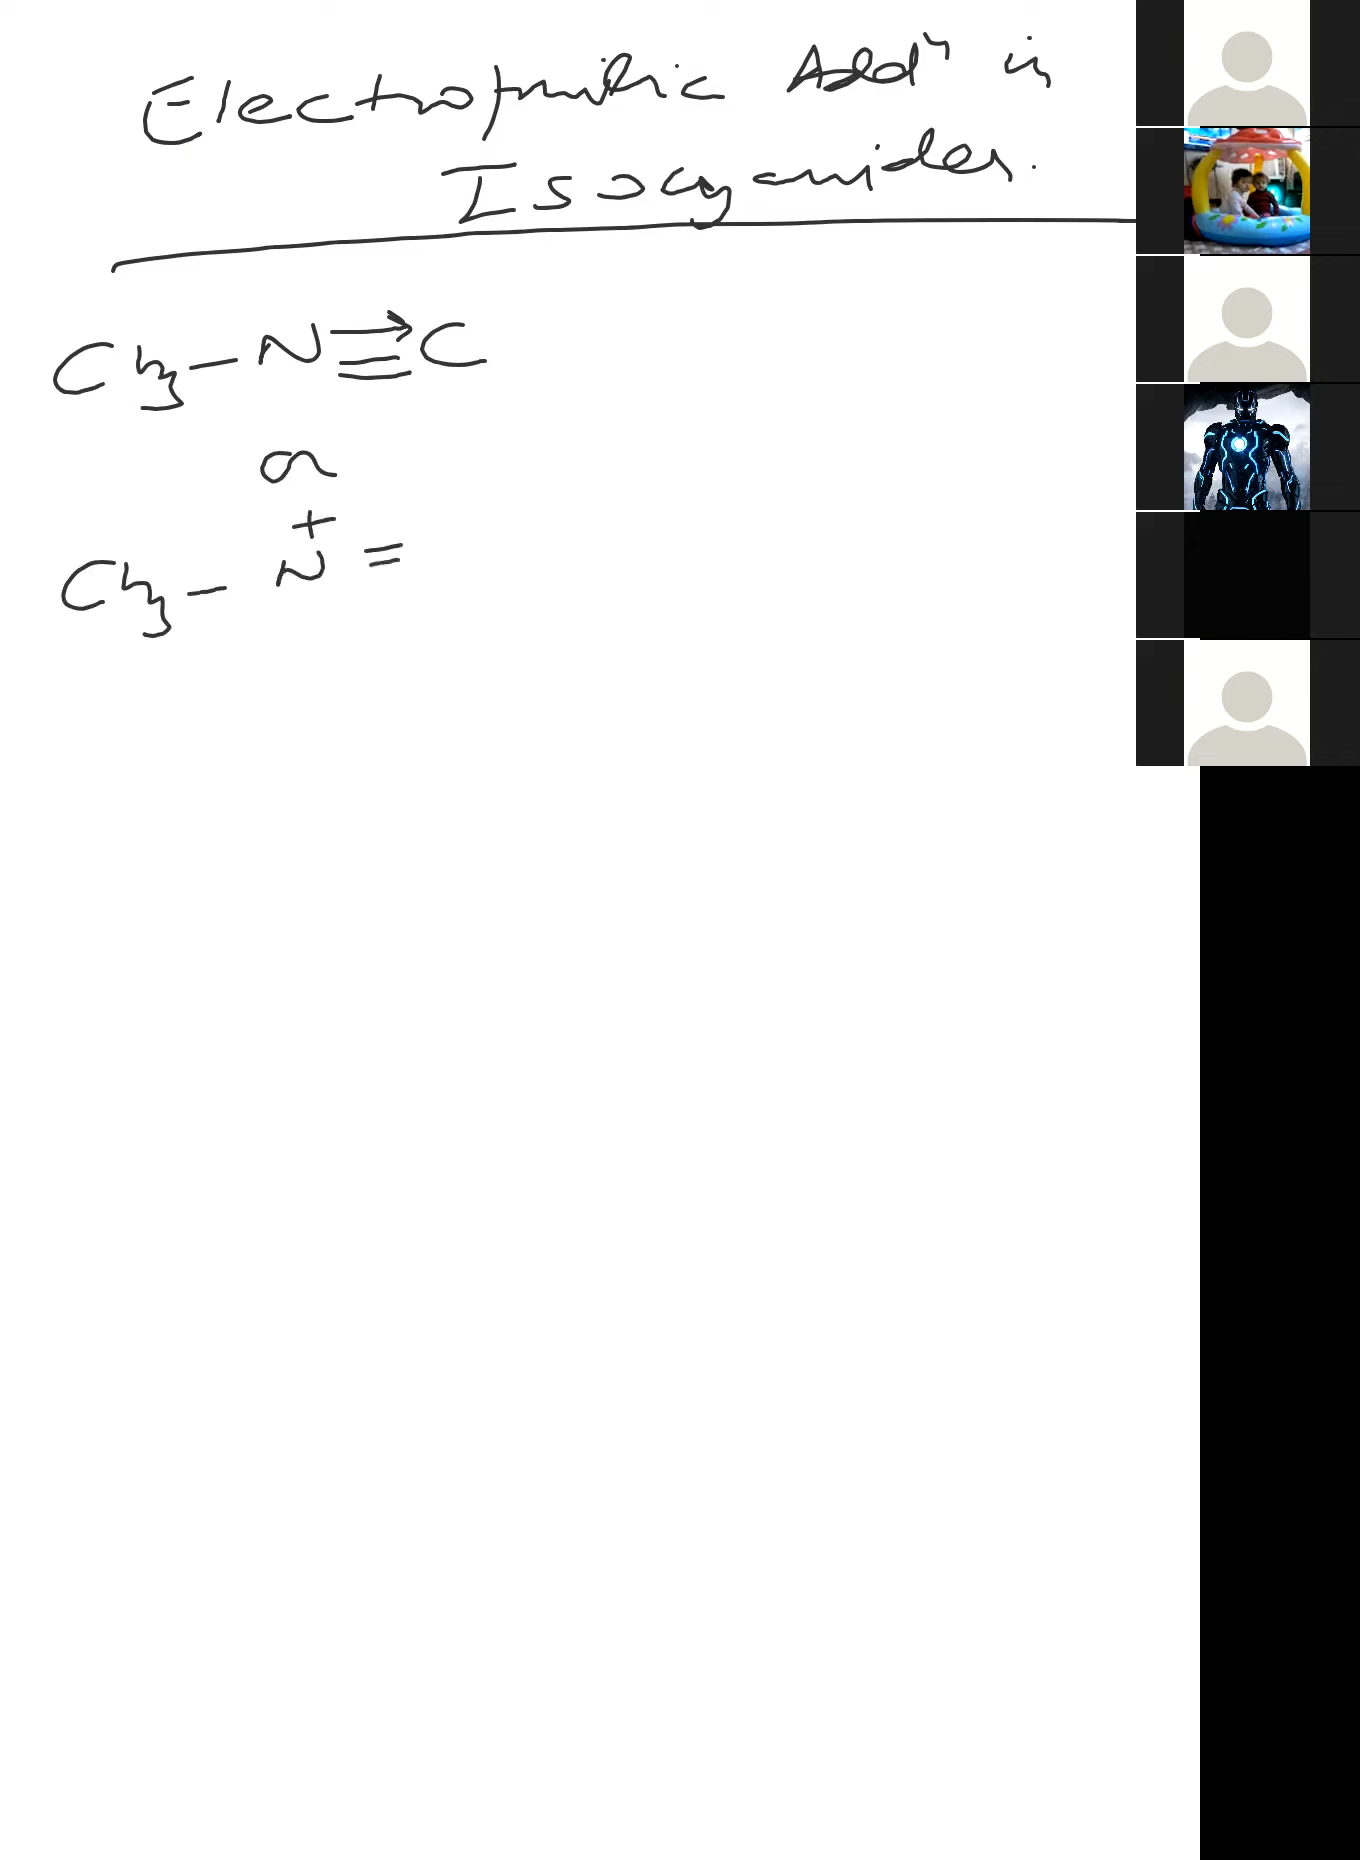 Electrophilic Addⁿ in
Isocyanides.
CH₃ – N ⩱→ C
or
+
CH₃ – N =